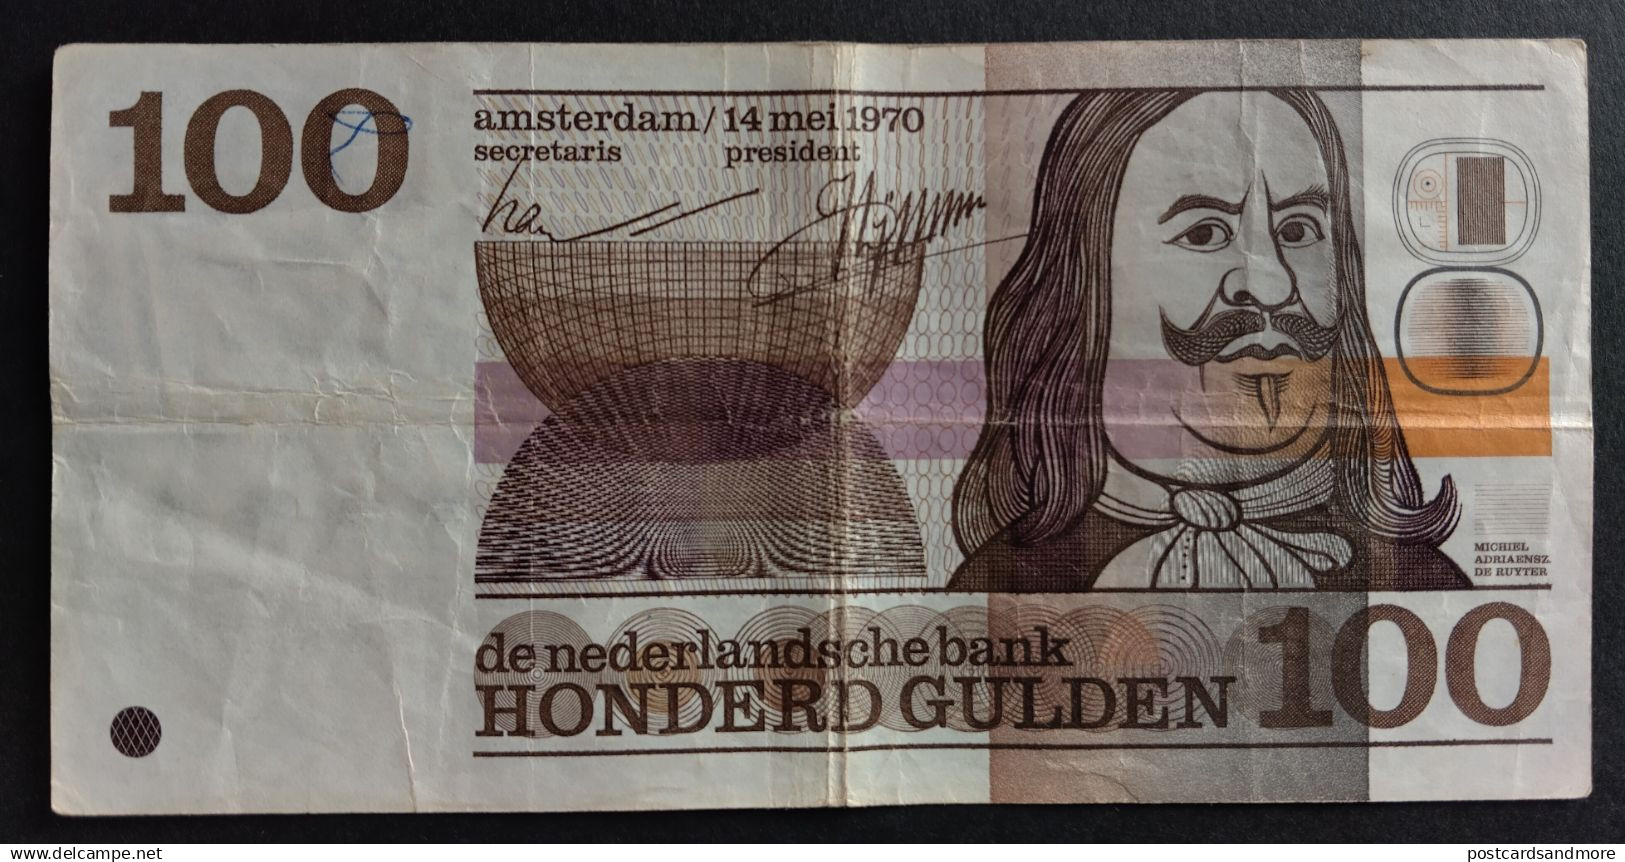 100
amsterdam / 14 mei 1970
secretaris president
MICHIEL
ADRIAENSZ.
DE RUYTER
de nederlandsche bank
HONDERD GULDEN 100
Delcampe.net
postcardsandmore